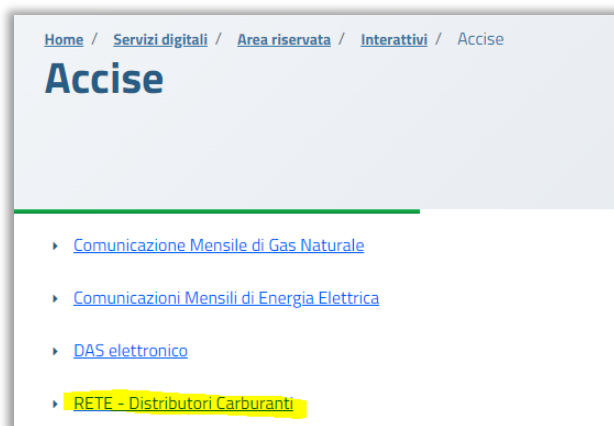 Home / Servizi digitali / Area riservata / Interattivi / Accise
Accise
Comunicazione Mensile di Gas Naturale
Comunicazioni Mensili di Energia Elettrica
DAS elettronico
RETE - Distributori Carburanti